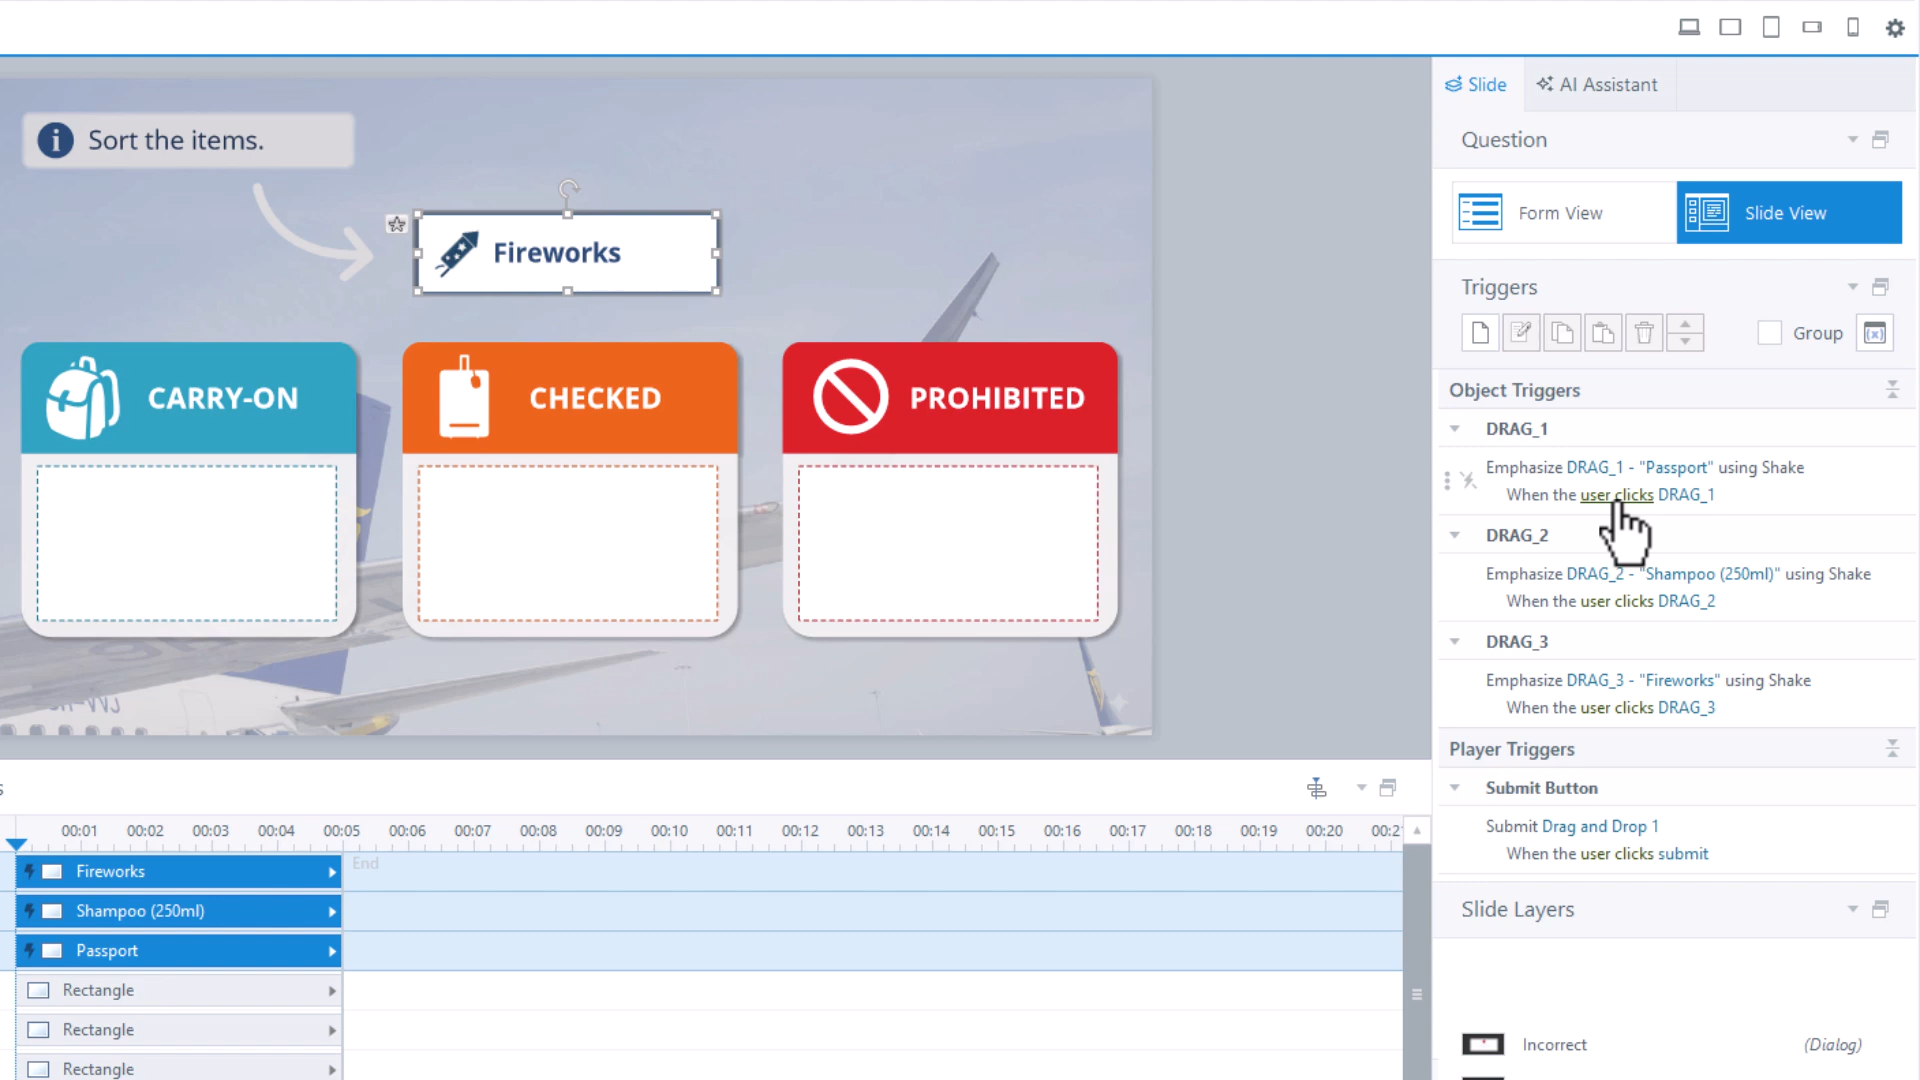 Slide
AI Assistant
Sort the items.
Question
Form View
Slide View
Fireworks
Triggers
Group
CARRY-ON
CHECKED
PROHIBITED
Object Triggers
DRAG_1
Emphasize DRAG_1 - "Passport" using Shake
When the user clicks DRAG_1
DRAG_2
Emphasize DRAG_2 - "Shampoo (250ml)" using Shake
When the user clicks DRAG_2
DRAG_3
Emphasize DRAG_3 - "Fireworks" using Shake
When the user clicks DRAG_3
Player Triggers
Submit Button
Submit Drag and Drop 1
When the user clicks submit
00:01 00:02 00:03 00:04 00:05 00:06 00:07 00:08 00:09 00:10 00:11 00:12 00:13 00:14 00:15 00:16 00:17 00:18 00:19 00:20 00:2
Fireworks
End
Shampoo (250ml)
Passport
Rectangle
Rectangle
Rectangle
Slide Layers
Incorrect
(Dialog)